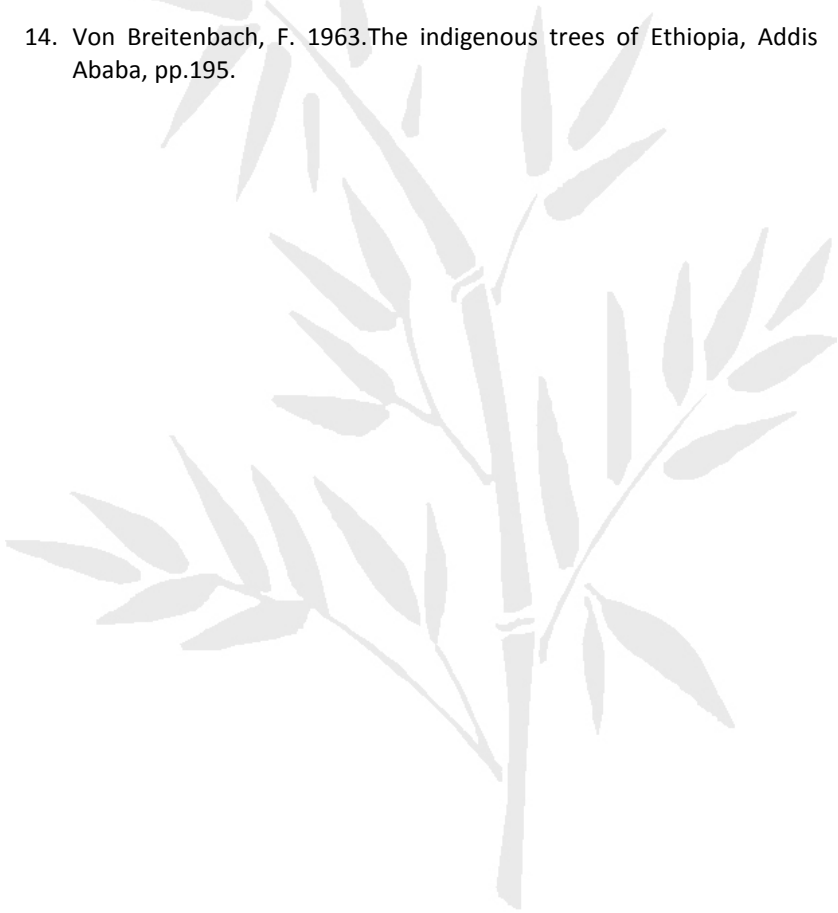 14. Von Breitenbach, F. 1963.The indigenous trees of Ethiopia, Addis
Ababa, pp.195.